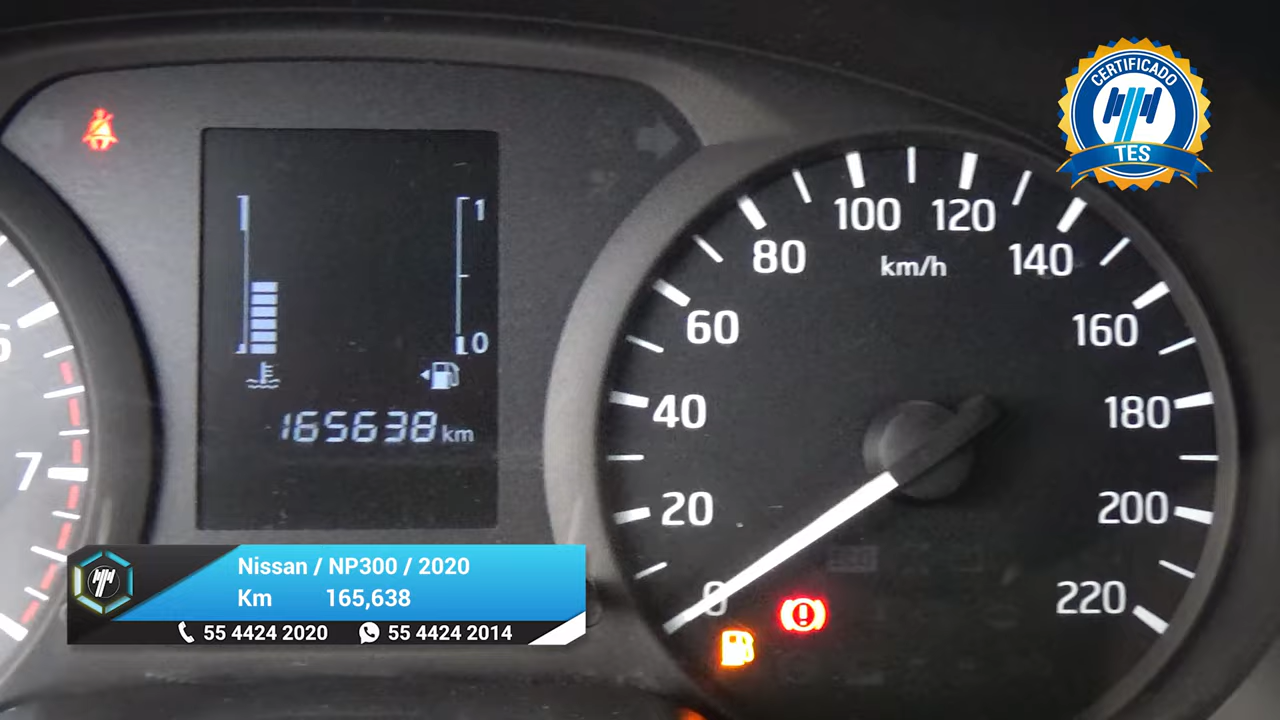 CERTIFICADO
TES
1
0
165638 km
6
7
0
20
40
60
80
100
120
140
160
180
200
220
km/h
Nissan / NP300 / 2020
Km 165,638
55 4424 2020 55 4424 2014